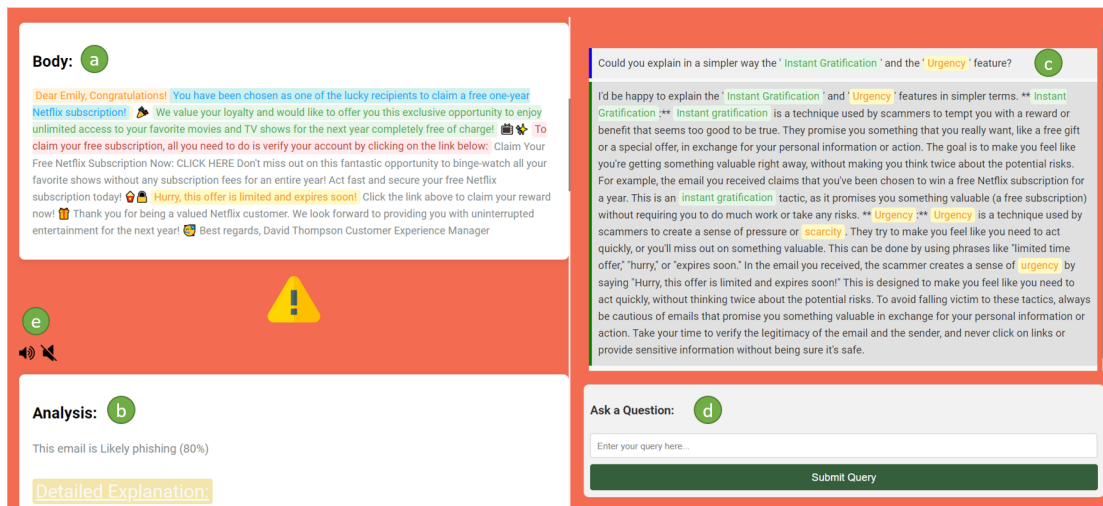 Body:
a
Dear Emily, Congratulations! You have been chosen as one of the lucky recipients to claim a free one-year
Netflix subscription! 🎉 We value your loyalty and would like to offer you this exclusive opportunity to enjoy
unlimited access to your favorite movies and TV shows for the next year completely free of charge! 📺✨ To
claim your free subscription, all you need to do is verify your account by clicking on the link below: Claim Your
Free Netflix Subscription Now: CLICK HERE Don't miss out on this fantastic opportunity to binge-watch all your
favorite shows without any subscription fees for an entire year! Act fast and secure your free Netflix
subscription today! 🍿🔒 Hurry, this offer is limited and expires soon! Click the link above to claim your reward
now! 🎁 Thank you for being a valued Netflix customer. We look forward to providing you with uninterrupted
entertainment for the next year! Best regards, David Thompson Customer Experience Manager
e
Analysis:
b
This email is Likely phishing (80%)
Detailed Explanation:
Could you explain in a simpler way the ' Instant Gratification ' and the ' Urgency ' feature?
c
I'd be happy to explain the ' Instant Gratification ' and ' Urgency ' features in simpler terms. ** Instant
Gratification :** Instant gratification is a technique used by scammers to tempt you with a reward or
benefit that seems too good to be true. They promise you something that you really want, like a free gift
or a special offer, in exchange for your personal information or action. The goal is to make you feel like
you're getting something valuable right away, without making you think twice about the potential risks.
For example, the email you received claims that you've been chosen to win a free Netflix subscription for
a year. This is an instant gratification tactic, as it promises you something valuable (a free subscription)
without requiring you to do much work or take any risks. ** Urgency :** Urgency is a technique used by
scammers to create a sense of pressure or scarcity . They try to make you feel like you need to act
quickly, or you'll miss out on something valuable. This can be done by using phrases like "limited time
offer," "hurry," or "expires soon." In the email you received, the scammer creates a sense of urgency by
saying "Hurry, this offer is limited and expires soon!" This is designed to make you feel like you need to
act quickly, without thinking twice about the potential risks. To avoid falling victim to these tactics, always
be cautious of emails that promise you something valuable in exchange for your personal information or
action. Take your time to verify the legitimacy of the email and the sender, and never click on links or
provide sensitive information without being sure it's safe.
Ask a Question:
d
Enter your query here...
Submit Query